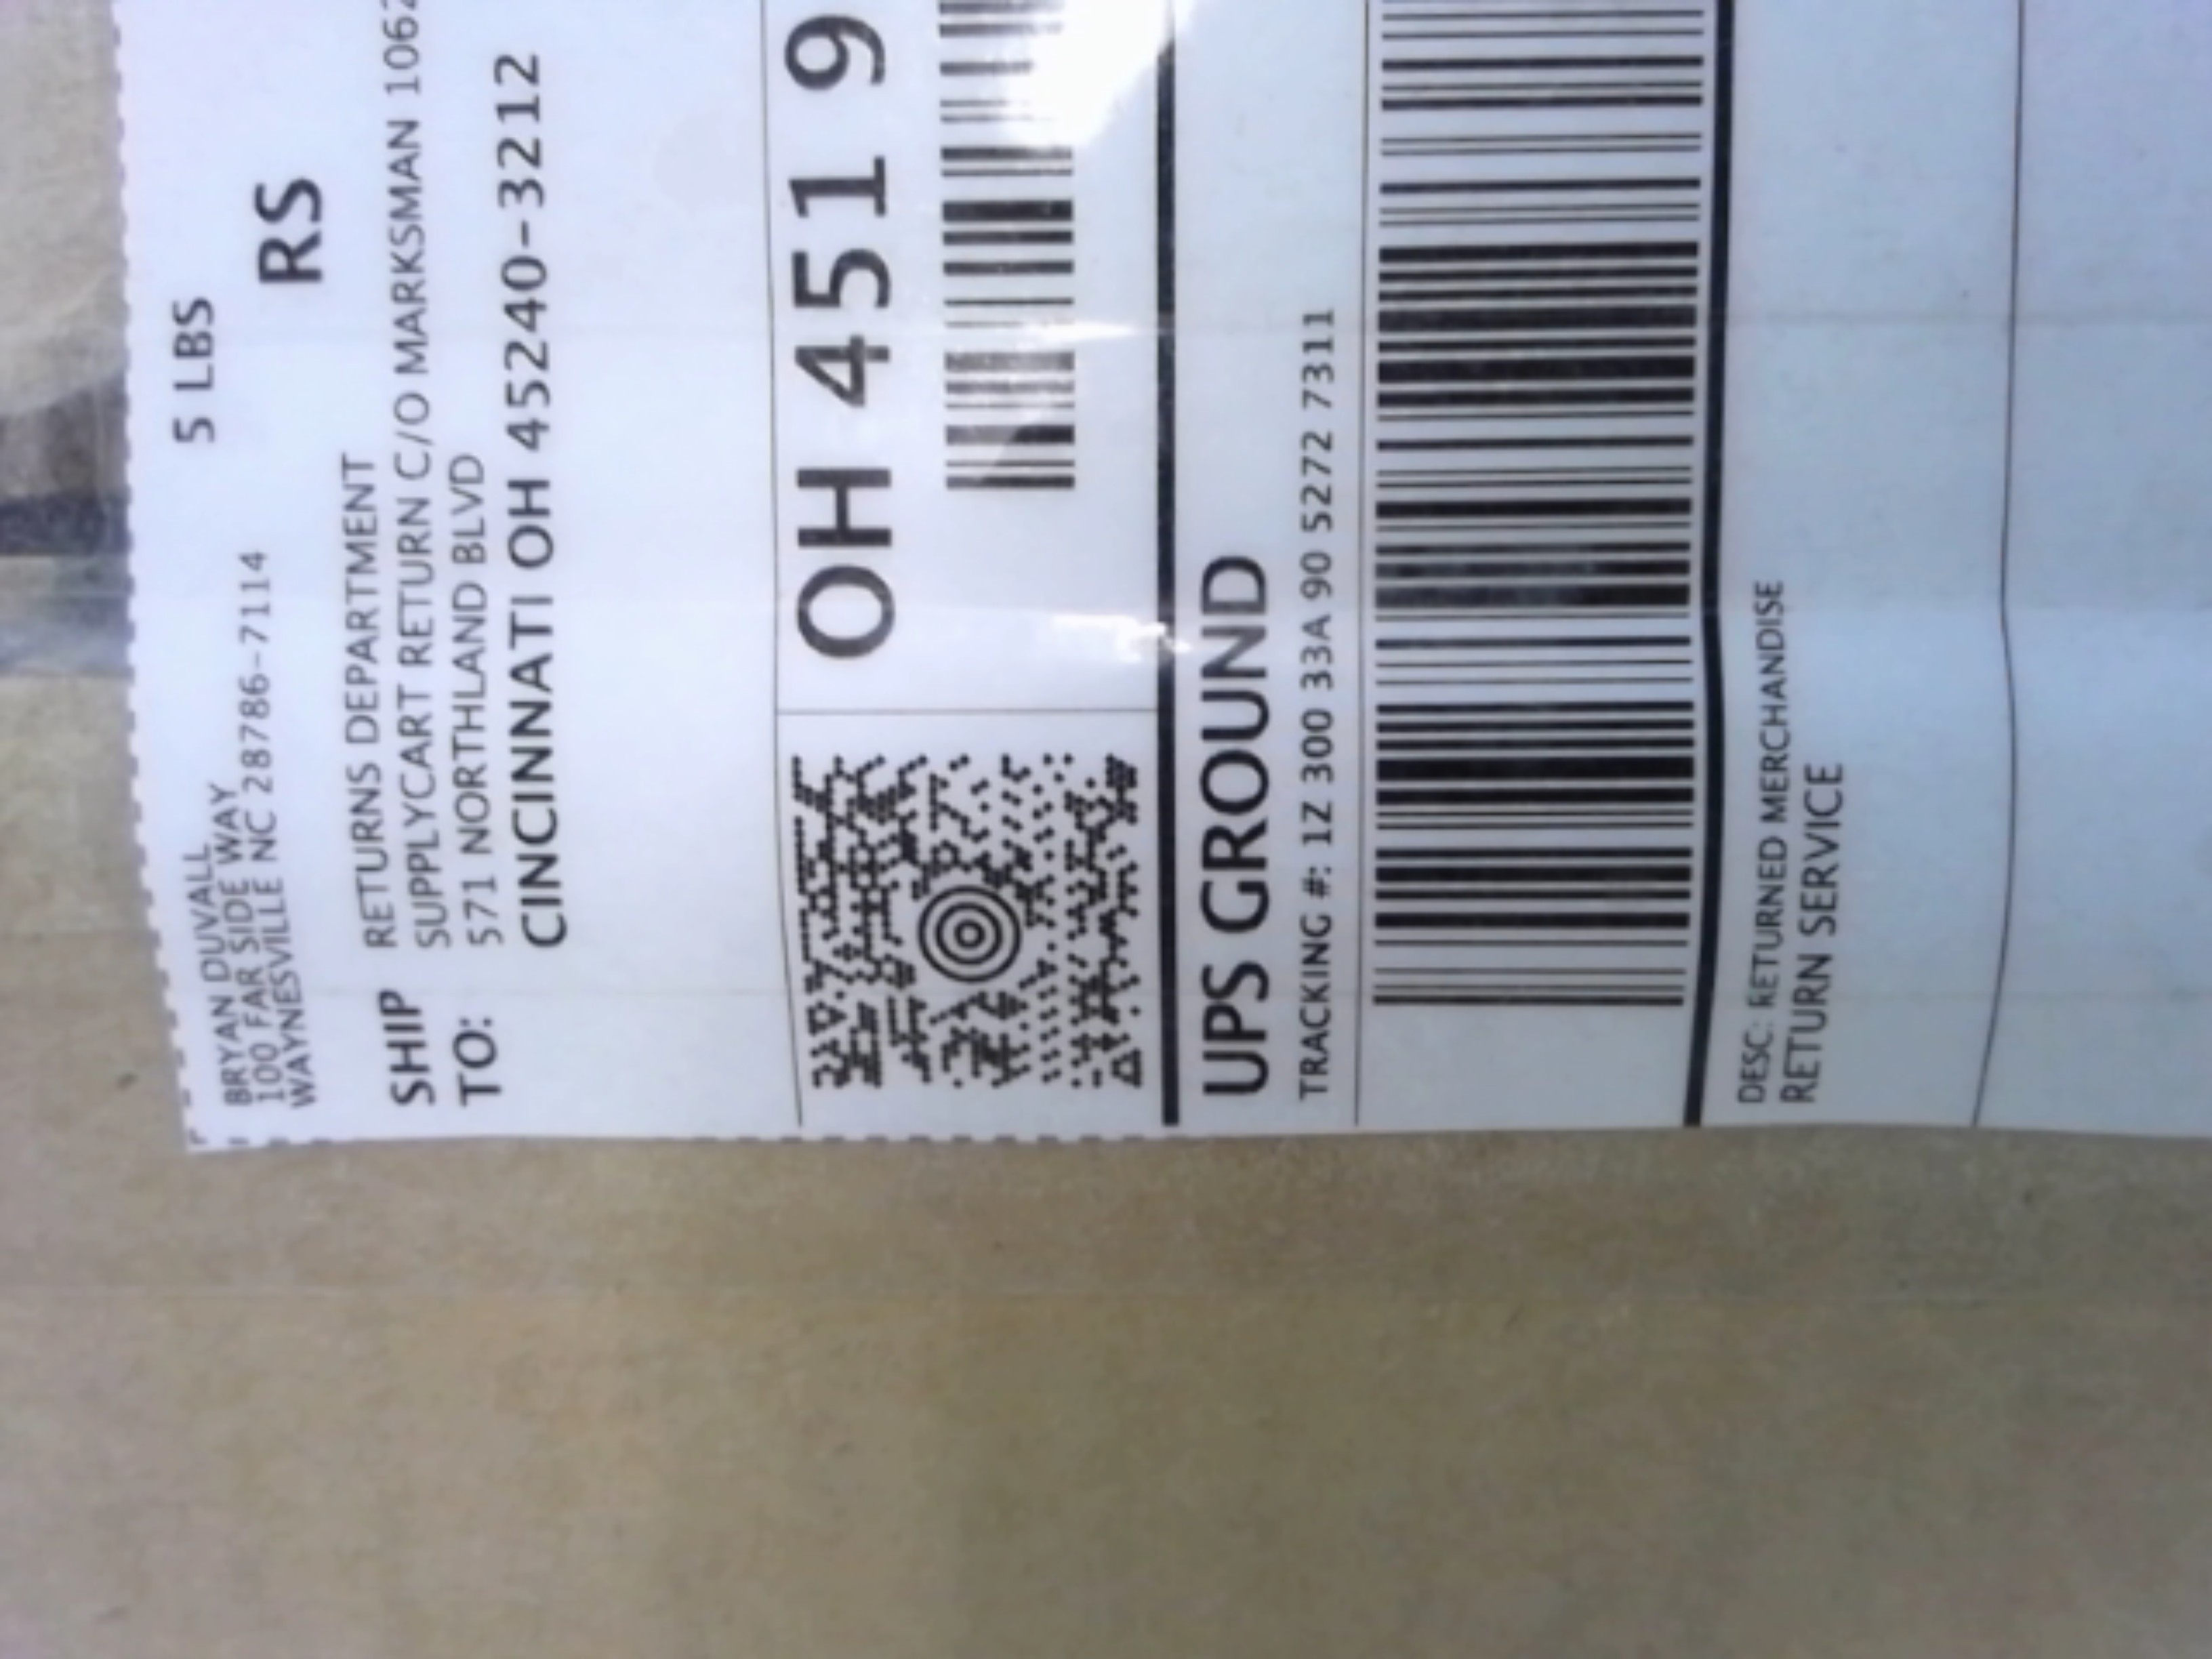 5 LBS
RS
BRYAN DUVALL
100 FAR SIDE WAY
WAYNESVILLE NC 28786-7114
SHIP
TO:
RETURNS DEPARTMENT
SUPPLYCART RETURN C/O MARKSMAN 1062
571 NORTHLAND BLVD
CINCINNATI OH 45240-3212
OH 451 9
UPS GROUND
TRACKING #: 1Z 300 33A 90 5272 7311
DESC: RETURNED MERCHANDISE
RETURN SERVICE